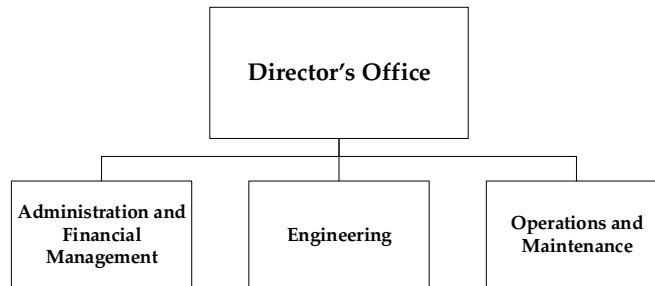 Director’s Office
Administration and
Financial
Management
Engineering
Operations and
Maintenance